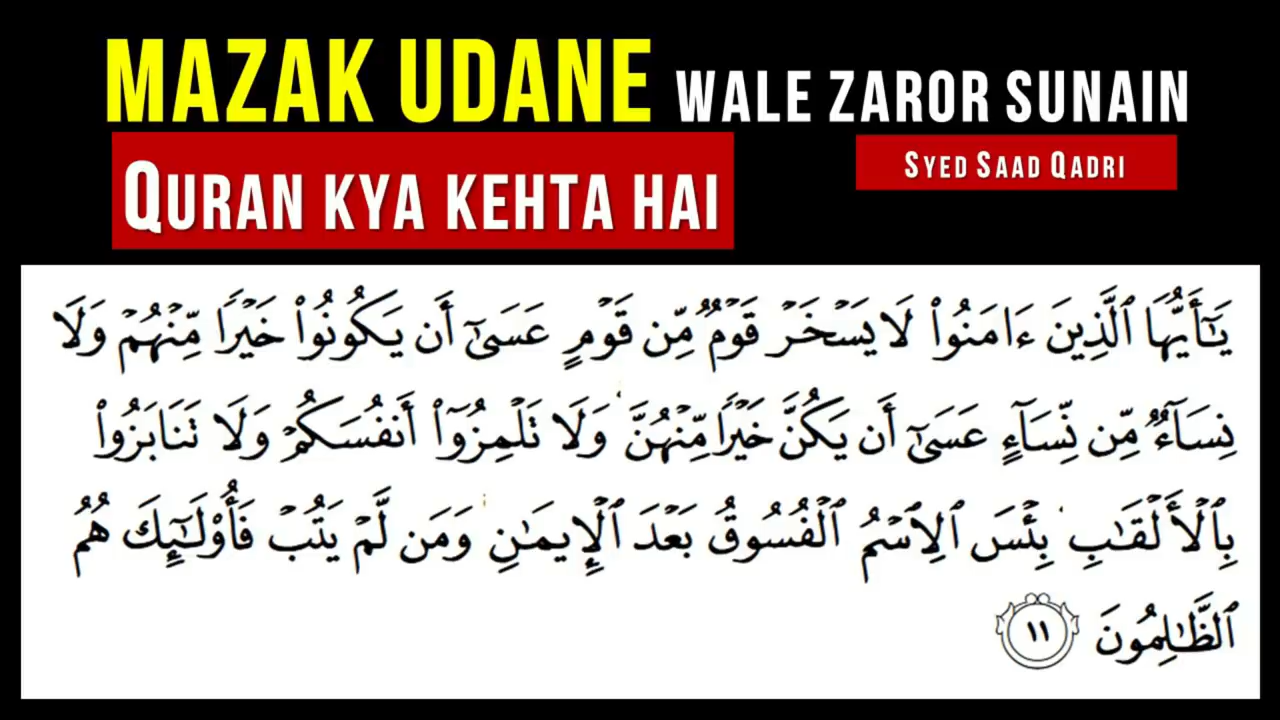 MAZAK UDANE WALE ZAROR SUNAIN
QURAN KYA KEHTA HAI
SYED SAAD QADRI
يَـٰٓأَيُّهَا ٱلَّذِينَ ءَامَنُوا۟ لَا يَسْخَرْ قَوْمٌ مِّن قَوْمٍ عَسَىٰٓ أَن يَكُونُوا۟ خَيْرًا مِّنْهُمْ وَلَا
نِسَآءٌ مِّن نِّسَآءٍ عَسَىٰٓ أَن يَكُنَّ خَيْرًا مِّنْهُنَّ ۖ وَلَا تَلْمِزُوٓا۟ أَنفُسَكُمْ وَلَا تَنَابَزُوا۟
بِٱلْأَلْقَـٰبِ ۖ بِئْسَ ٱلِٱسْمُ ٱلْفُسُوقُ بَعْدَ ٱلْإِيمَـٰنِ ۚ وَمَن لَّمْ يَتُبْ فَأُو۟لَـٰٓئِكَ هُمُ
ٱلظَّـٰلِمُونَ ١١